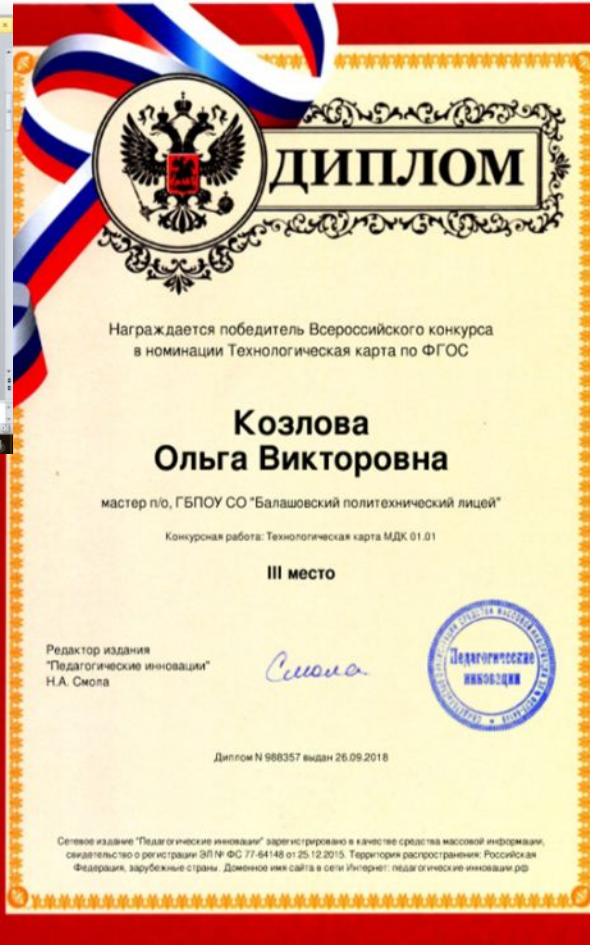 ДИПЛОМ
Награждается победитель Всероссийского конкурса
в номинации Технологическая карта по ФГОС
Козлова
Ольга Викторовна
мастер п/о, ГБПОУ СО "Балашовский политехнический лицей"
Конкурсная работа: Технологическая карта МДК 01.01
III место
Редактор издания
"Педагогические инновации"
Н.А. Смола
Смола
Педагогические
инновации
Диплом N 988357 выдан 26.09.2018
Сетевое издание "Педагогические инновации" зарегистрировано в качестве средства массовой информации,
свидетельство о регистрации ЭЛ № ФС 77-64148 от 25.12.2015. Территория распространения: Российская
Федерация, зарубежные страны. Доменное имя сайта в сети Интернет: педагогические-инновации.рф